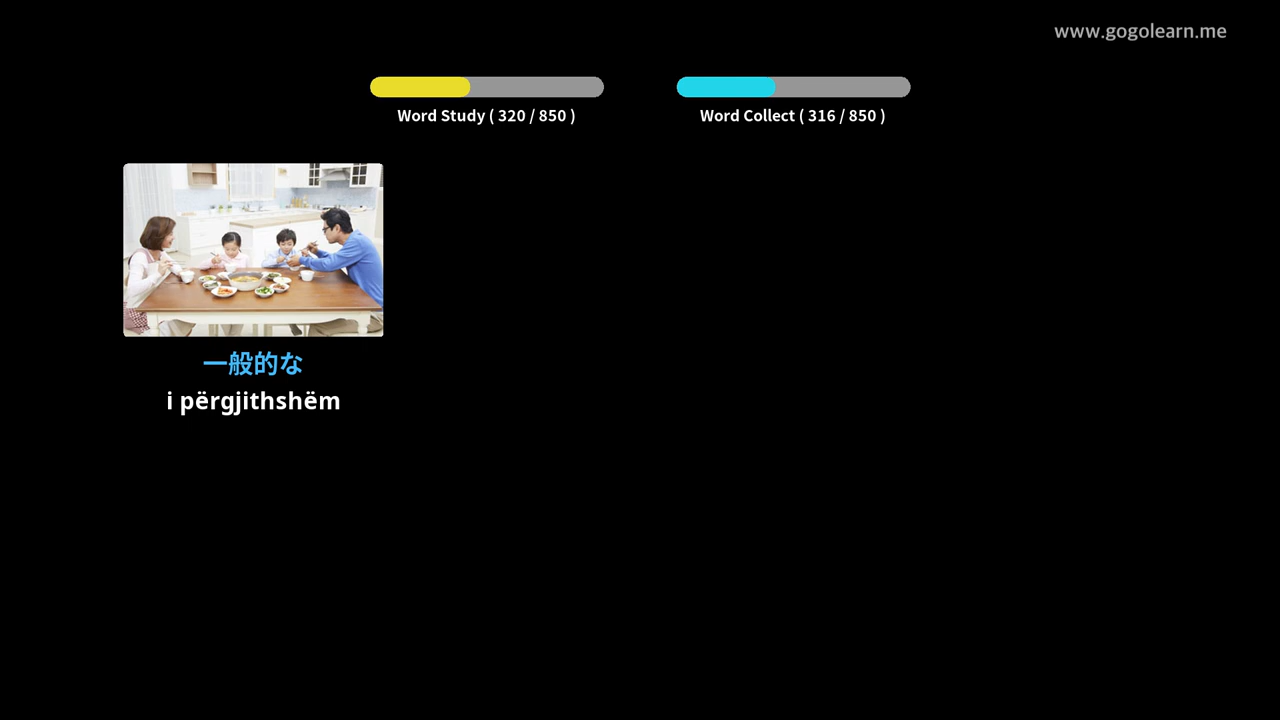 www.gogolearn.me
Word Study ( 320 / 850 )
Word Collect ( 316 / 850 )
一般的な
i përgjithshëm